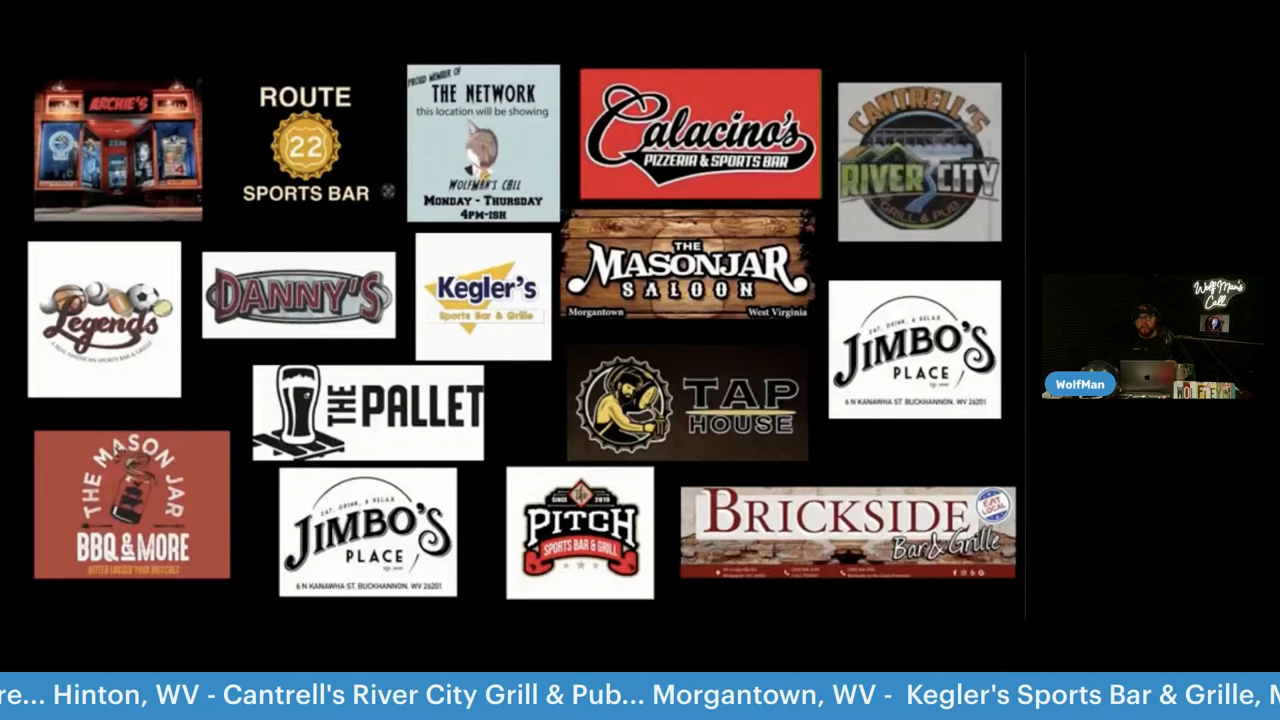 ARCHIE'S
2330
ROUTE
22
SPORTS BAR
PROUD MEMBER OF
THE NETWORK
this location will be showing
WOLFMAN'S CALL
MONDAY - THURSDAY
4PM-ISH
Calacino's
PIZZERIA & SPORTS BAR
CANTRELL'S
RIVER CITY
GRILL & PUB
Legends
A REAL AMERICAN SPORTS BAR & GRILLE
DANNY'S
Kegler's
Sports Bar & Grille
THE
MASONJAR
SALOON
Morgantown West Virginia
EAT, DRINK, & RELAX
JIMBO'S
PLACE
6 N KANAWHA ST. BUCKHANNON, WV 26201
THE PALLET
TAP
HOUSE
THE MASON JAR
BBQ & MORE
EAT, DRINK, & RELAX
JIMBO'S
PLACE
6 N KANAWHA ST. BUCKHANNON, WV 26201
SINCE 2019
THE
PITCH
SPORTS BAR & GRILL
BRICKSIDE
Bar & Grille
EAT
LOCAL
Wolf Man's
Call
WolfMan
re... Hinton, WV - Cantrell's River City Grill & Pub... Morgantown, WV - Kegler's Sports Bar & Grille, M